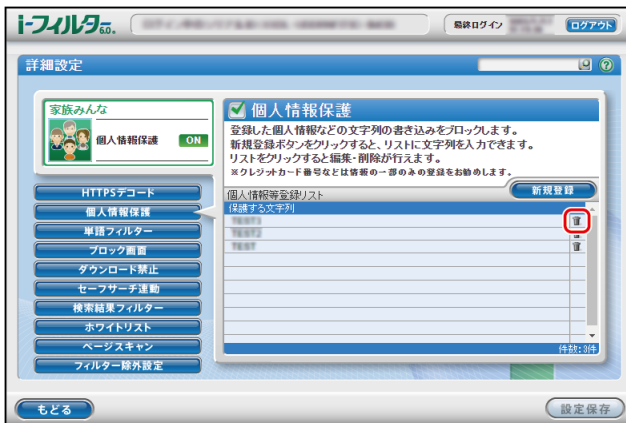 i-フィルター6.0.
最終ログイン
ログアウト
詳細設定
家族みんな
個人情報保護 ON
個人情報保護
登録した個人情報などの文字列の書き込みをブロックします。
新規登録ボタンをクリックすると、リストに文字列を入力できます。
リストをクリックすると編集・削除が行えます。
※クレジットカード番号などは情報の一部のみの登録をお勧めします。
個人情報等登録リスト
新規登録
保護する文字列
TEST1
TEST2
TEST
件数:3件
HTTPSデコード
個人情報保護
単語フィルター
ブロック画面
ダウンロード禁止
セーフサーチ連動
検索結果フィルター
ホワイトリスト
ページスキャン
フィルター除外設定
もどる
設定保存